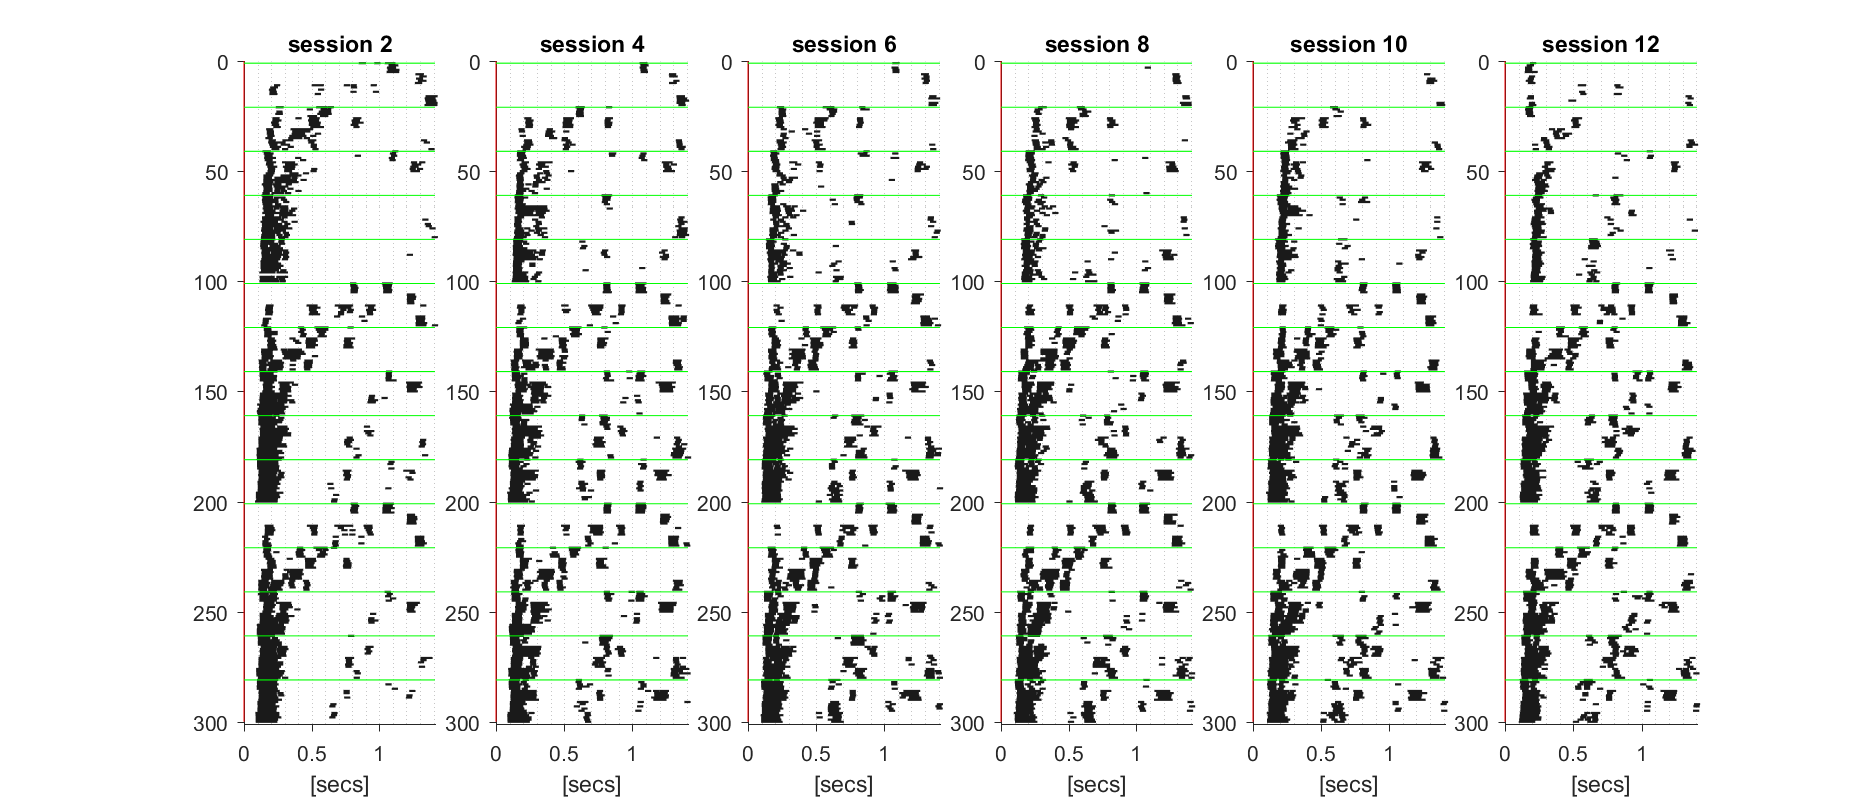 session 2 session 4 session 6 session 8 session 10 session 12
0 0 0 0 0 0
50 50 50 50 50 50
100 100 100 100 100 100
150 150 150 150 150 150
200 200 200 200 200 200
250 250 250 250 250 250
300 300 300 300 300 300
0 0.5 1 0 0.5 1 0 0.5 1 0 0.5 1 0 0.5 1 0 0.5 1
[secs] [secs] [secs] [secs] [secs] [secs]